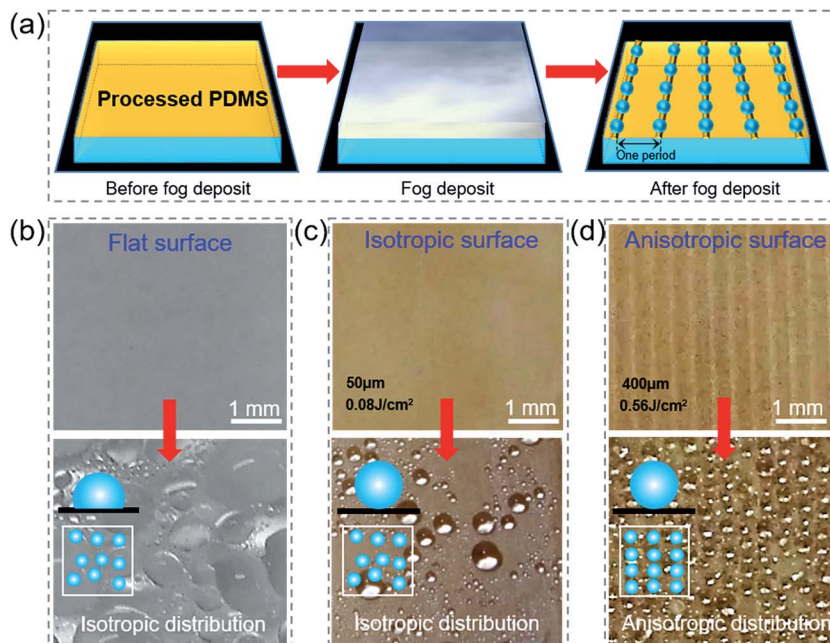 (a)
Processed PDMS
One period
Before fog deposit
Fog deposit
After fog deposit
(b)
Flat surface
1 mm
Isotropic distribution
(c)
Isotropic surface
50μm
0.08J/cm²
1 mm
Isotropic distribution
(d)
Anisotropic surface
400μm
0.56J/cm²
1 mm
Anisotropic distribution